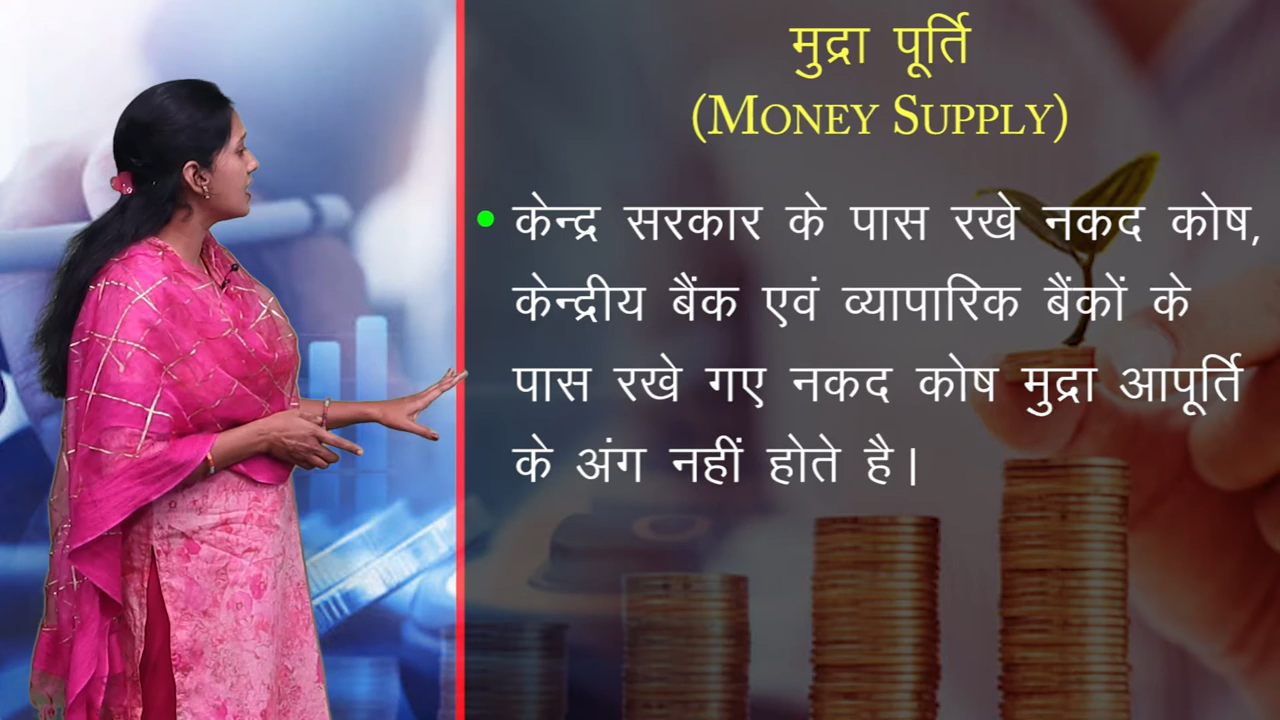 मुद्रा पूर्ति
(MONEY SUPPLY)
• केन्द्र सरकार के पास रखे नकद कोष,
केन्द्रीय बैंक एवं व्यापारिक बैंकों के
पास रखे गए नकद कोष मुद्रा आपूर्ति
के अंग नहीं होते है।